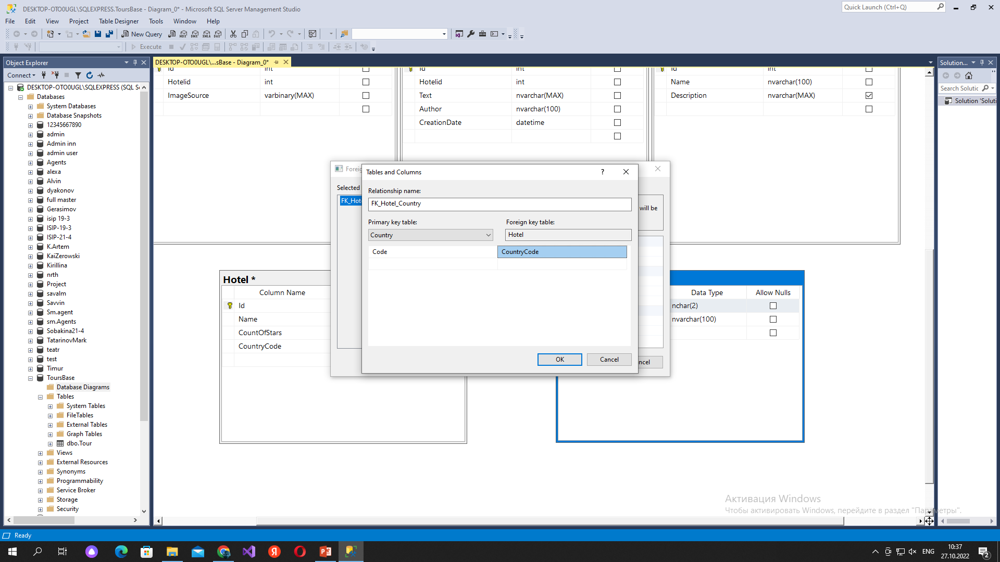 DESKTOP-OTO0UGL\SQLEXPRESS.ToursBase - Diagram_0* - Microsoft SQL Server Management Studio
Quick Launch (Ctrl+Q)
File Edit View Project Table Designer Tools Window Help
New Query
Execute
Object Explorer
DESKTOP-OTO0UGL\...sBase - Diagram_0*
Solution...
Connect
Search Solutic
Solution 'Soluti
DESKTOP-OTO0UGL\SQLEXPRESS (SQL S
Databases
System Databases
Database Snapshots
12345667890
admin
Admin inn
admin user
Agents
alexa
Alvin
dyakonov
full master
Gerasimov
isip 19-3
ISIP-19-3
ISIP-21-4
K.Artem
KaiZerowski
Kirillina
nrth
Project
savalm
Savvin
Sm.agent
sm.Agents
Sobakina21-4
TatarinovMark
teatr
test
Timur
ToursBase
Database Diagrams
Tables
System Tables
FileTables
External Tables
Graph Tables
dbo.Tour
Views
External Resources
Synonyms
Programmability
Service Broker
Storage
Security
Id int
Hotelid int
ImageSource varbinary(MAX)
Id int
Hotelid int
Text nvarchar(MAX)
Author nvarchar(100)
CreationDate datetime
Id int
Name nvarchar(100)
Description nvarchar(MAX)
Foreig
Selected
FK_Hot
will be
ncel
Tables and Columns
?
Relationship name:
FK_Hotel_Country
Primary key table: Foreign key table:
Country Hotel
Code CountryCode
OK Cancel
Hotel *
Column Name
Id
Name
CountOfStars
CountryCode
Data Type Allow Nulls
nchar(2)
nvarchar(100)
Активация Windows
Чтобы активировать Windows, перейдите в раздел "Параметры".
Ready
ENG
10:37
27.10.2022
2